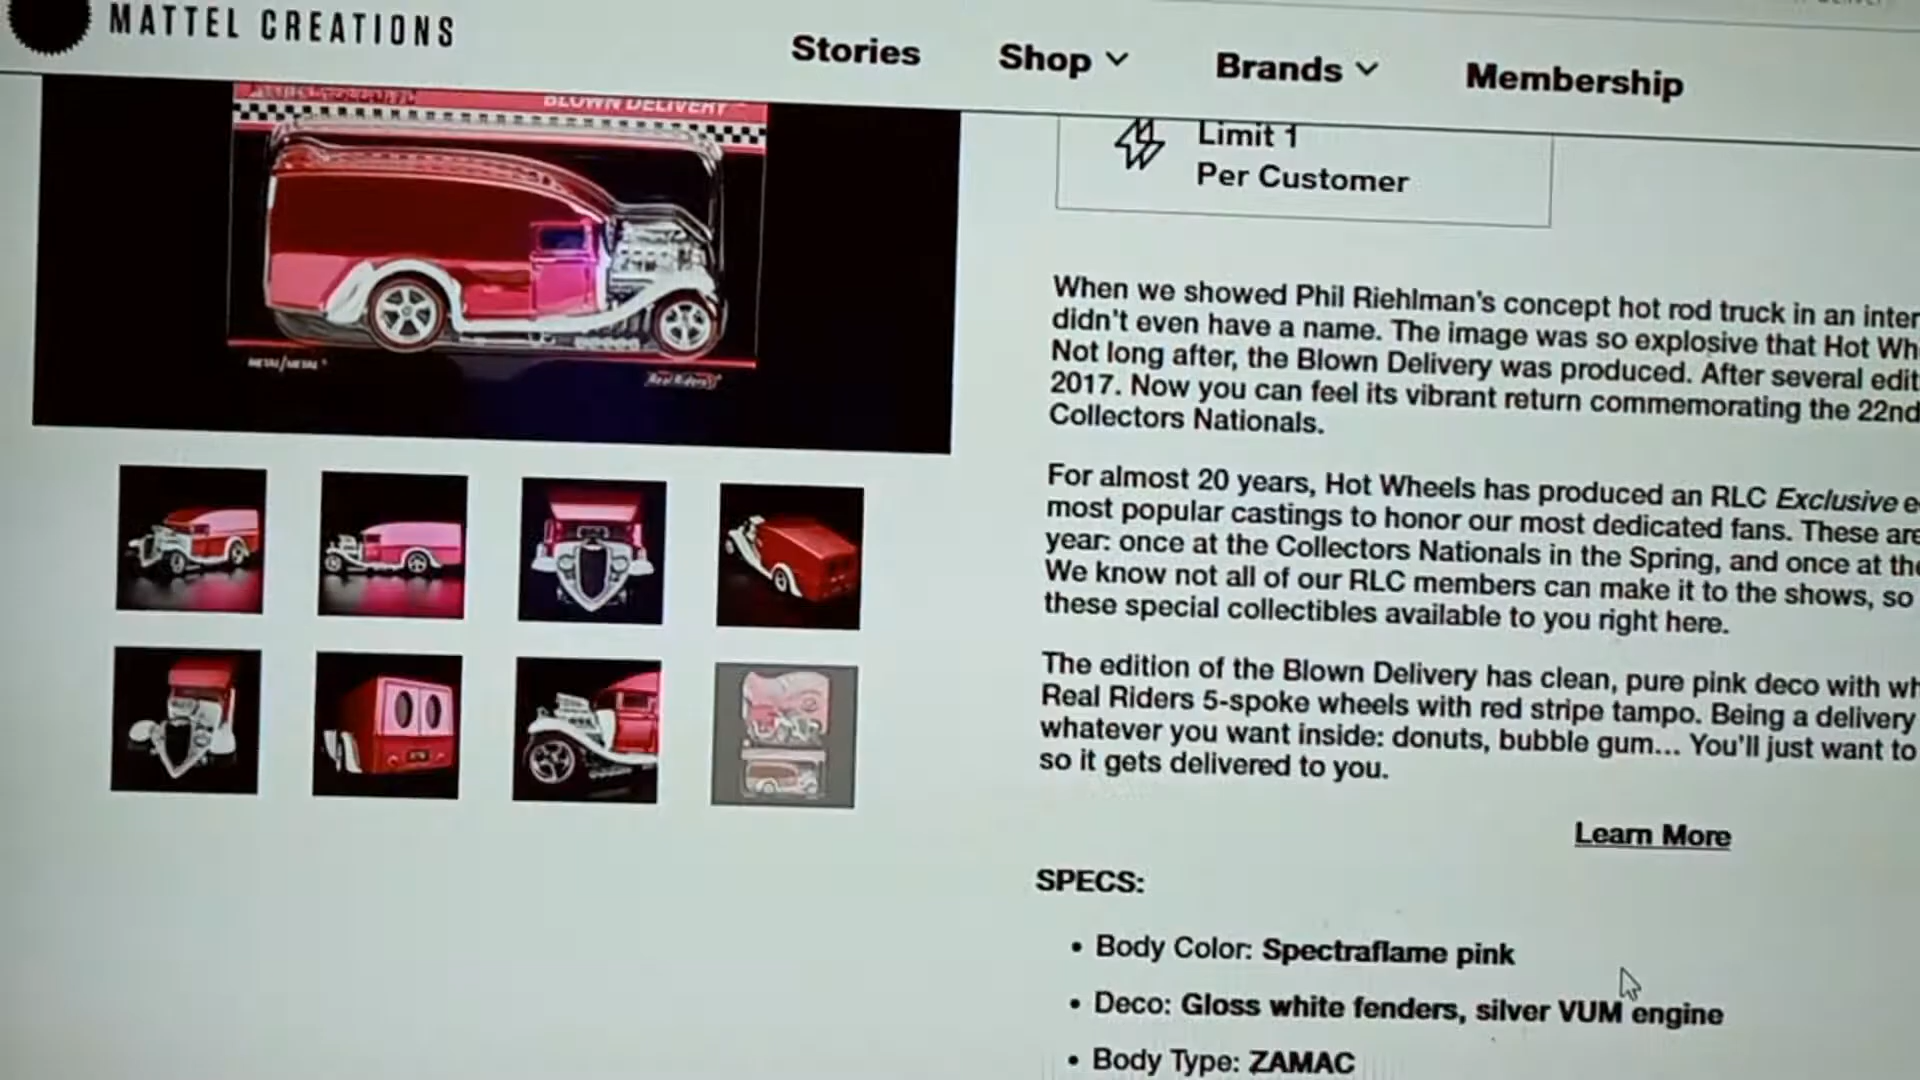 MATTEL CREATIONS
Stories
Shop
Brands
Membership
BLOWN DELIVERY
METAL/METAL
Real Riders
Limit 1
Per Customer
When we showed Phil Riehlman's concept hot rod truck in an inter
didn't even have a name. The image was so explosive that Hot Wh
Not long after, the Blown Delivery was produced. After several edit
2017. Now you can feel its vibrant return commemorating the 22nd
Collectors Nationals.
For almost 20 years, Hot Wheels has produced an RLC Exclusive e
most popular castings to honor our most dedicated fans. These are
year: once at the Collectors Nationals in the Spring, and once at the
We know not all of our RLC members can make it to the shows, so
these special collectibles available to you right here.
The edition of the Blown Delivery has clean, pure pink deco with wh
Real Riders 5-spoke wheels with red stripe tampo. Being a delivery
whatever you want inside: donuts, bubble gum... You'll just want to
so it gets delivered to you.
Learn More
SPECS:
• Body Color: Spectraflame pink
• Deco: Gloss white fenders, silver VUM engine
• Body Type: ZAMAC